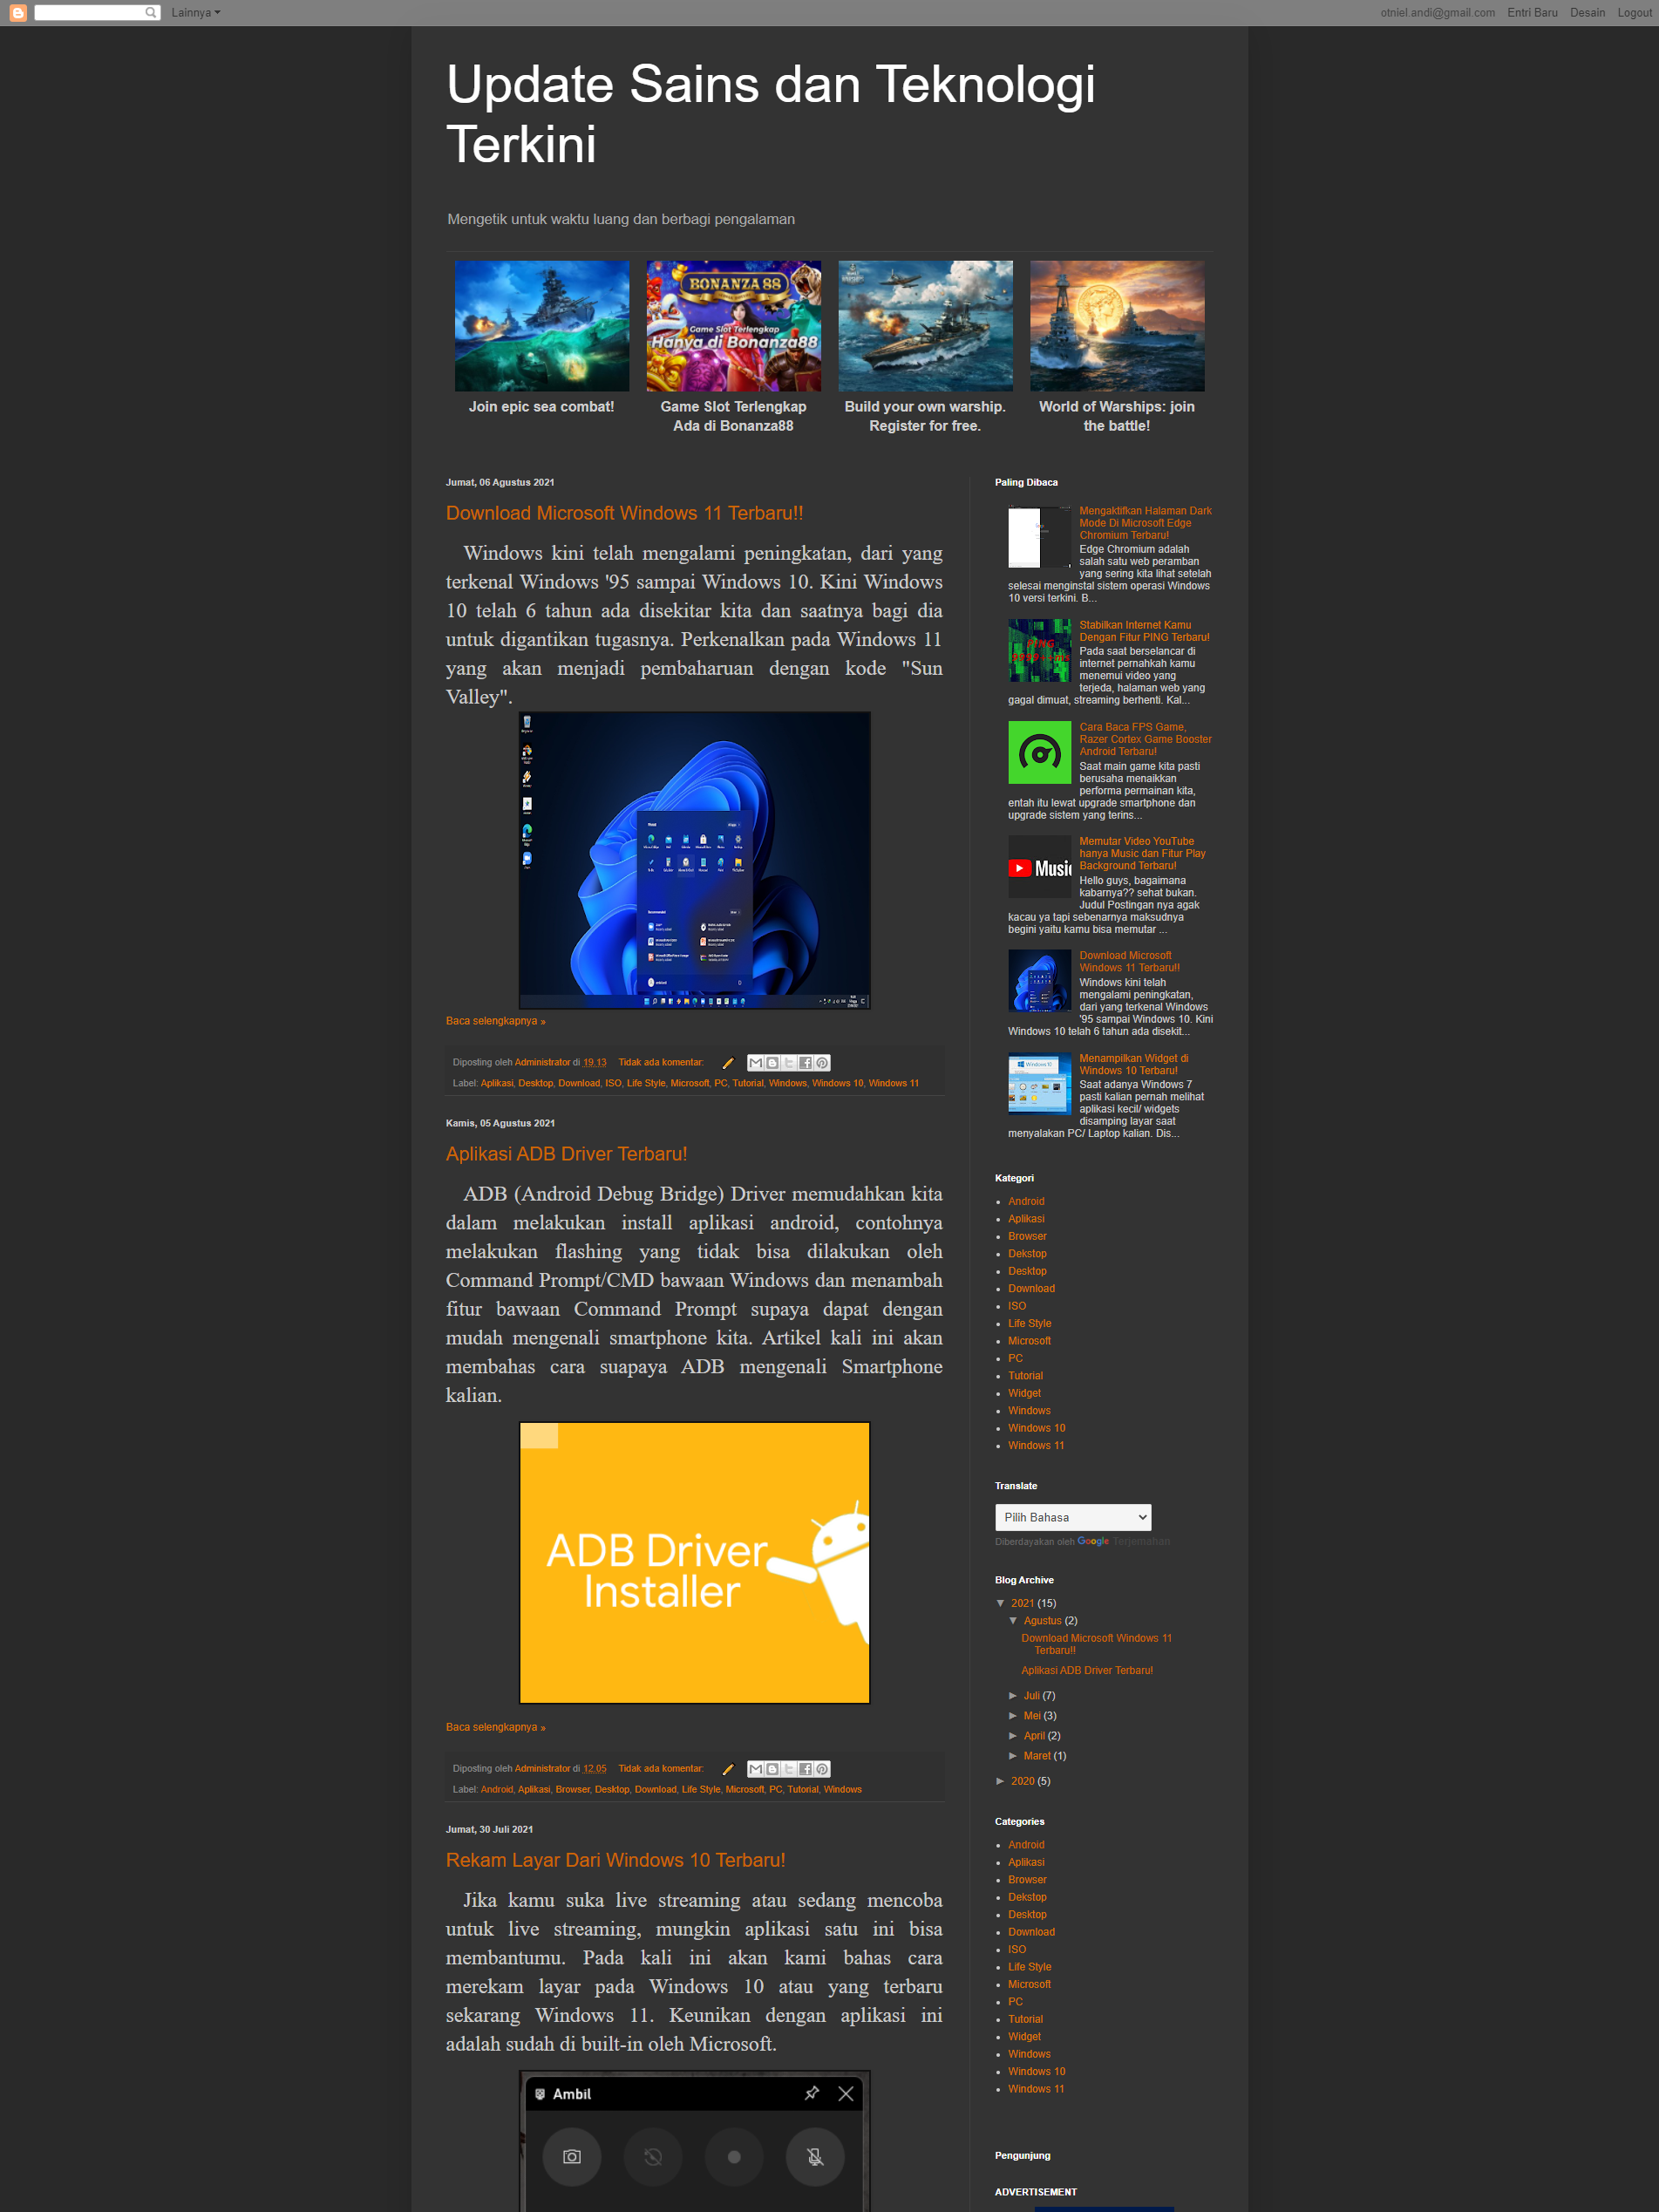 Lainnya
otniel.andi@gmail.com Entri Baru Desain Logout
Update Sains dan Teknologi
Terkini
Mengetik untuk waktu luang dan berbagi pengalaman
BONANZA 88
Game Slot Terlengkap
Hanya di Bonanza88
Join epic sea combat!
Game Slot Terlengkap
Ada di Bonanza88
Build your own warship.
Register for free.
World of Warships: join
the battle!
Jumat, 06 Agustus 2021
Download Microsoft Windows 11 Terbaru!!
Windows kini telah mengalami peningkatan, dari yang
terkenal Windows '95 sampai Windows 10. Kini Windows
10 telah 6 tahun ada disekitar kita dan saatnya bagi dia
untuk digantikan tugasnya. Perkenalkan pada Windows 11
yang akan menjadi pembaharuan dengan kode "Sun
Valley".
Baca selengkapnya »
Diposting oleh Administrator di 19.13 Tidak ada komentar:
Label: Aplikasi, Desktop, Download, ISO, Life Style, Microsoft, PC, Tutorial, Windows, Windows 10, Windows 11
Kamis, 05 Agustus 2021
Aplikasi ADB Driver Terbaru!
ADB (Android Debug Bridge) Driver memudahkan kita
dalam melakukan install aplikasi android, contohnya
melakukan flashing yang tidak bisa dilakukan oleh
Command Prompt/CMD bawaan Windows dan menambah
fitur bawaan Command Prompt supaya dapat dengan
mudah mengenali smartphone kita. Artikel kali ini akan
membahas cara suapaya ADB mengenali Smartphone
kalian.
ADB Driver
Installer
Baca selengkapnya »
Diposting oleh Administrator di 12.05 Tidak ada komentar:
Label: Android, Aplikasi, Browser, Desktop, Download, Life Style, Microsoft, PC, Tutorial, Windows
Jumat, 30 Juli 2021
Rekam Layar Dari Windows 10 Terbaru!
Jika kamu suka live streaming atau sedang mencoba
untuk live streaming, mungkin aplikasi satu ini bisa
membantumu. Pada kali ini akan kami bahas cara
merekam layar pada Windows 10 atau yang terbaru
sekarang Windows 11. Keunikan dengan aplikasi ini
adalah sudah di built-in oleh Microsoft.
Ambil
Paling Dibaca
Mengaktifkan Halaman Dark
Mode Di Microsoft Edge
Chromium Terbaru!
Edge Chromium adalah
salah satu web peramban
yang sering kita lihat setelah
selesai menginstal sistem operasi Windows
10 versi terkini. B...
PING
Stabilkan Internet Kamu
Dengan Fitur PING Terbaru!
Pada saat berselancar di
internet pernahkah kamu
menemui video yang
terjeda, halaman web yang
gagal dimuat, streaming berhenti. Kal...
Cara Baca FPS Game,
Razer Cortex Game Booster
Android Terbaru!
Saat main game kita pasti
berusaha menaikkan
performa permainan kita,
entah itu lewat upgrade smartphone dan
upgrade sistem yang terins...
Music
Memutar Video YouTube
hanya Music dan Fitur Play
Background Terbaru!
Hello guys, bagaimana
kabarnya?? sehat bukan.
Judul Postingan nya agak
kacau ya tapi sebenarnya maksudnya
begini yaitu kamu bisa memutar ...
Download Microsoft
Windows 11 Terbaru!!
Windows kini telah
mengalami peningkatan,
dari yang terkenal Windows
'95 sampai Windows 10. Kini
Windows 10 telah 6 tahun ada disekit...
Menampilkan Widget di
Windows 10 Terbaru!
Saat adanya Windows 7
pasti kalian pernah melihat
aplikasi kecil/ widgets
disamping layar saat
menyalakan PC/ Laptop kalian. Dis...
Kategori
Android
Aplikasi
Browser
Dekstop
Desktop
Download
ISO
Life Style
Microsoft
PC
Tutorial
Widget
Windows
Windows 10
Windows 11
Translate
Pilih Bahasa
Diberdayakan oleh Google Terjemahan
Blog Archive
▼ 2021 (15)
▼ Agustus (2)
Download Microsoft Windows 11
Terbaru!!
Aplikasi ADB Driver Terbaru!
► Juli (7)
► Mei (3)
► April (2)
► Maret (1)
► 2020 (5)
Categories
Android
Aplikasi
Browser
Dekstop
Desktop
Download
ISO
Life Style
Microsoft
PC
Tutorial
Widget
Windows
Windows 10
Windows 11
Pengunjung
ADVERTISEMENT